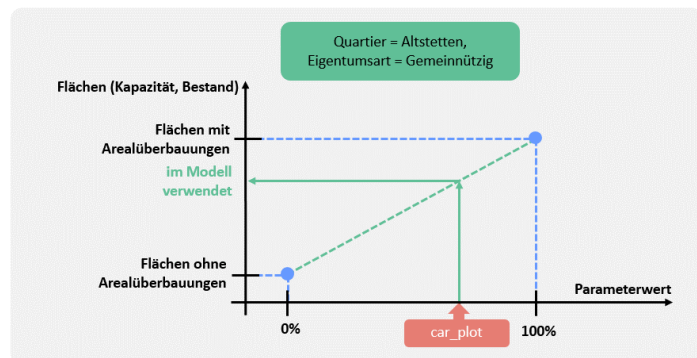 Quartier = Altstetten,
Eigentumsart = Gemeinnützig
Flächen (Kapazität, Bestand)
Flächen mit
Arealüberbauungen
im Modell
verwendet
Flächen ohne
Arealüberbauungen
Parameterwert
0%
car_plot
100%